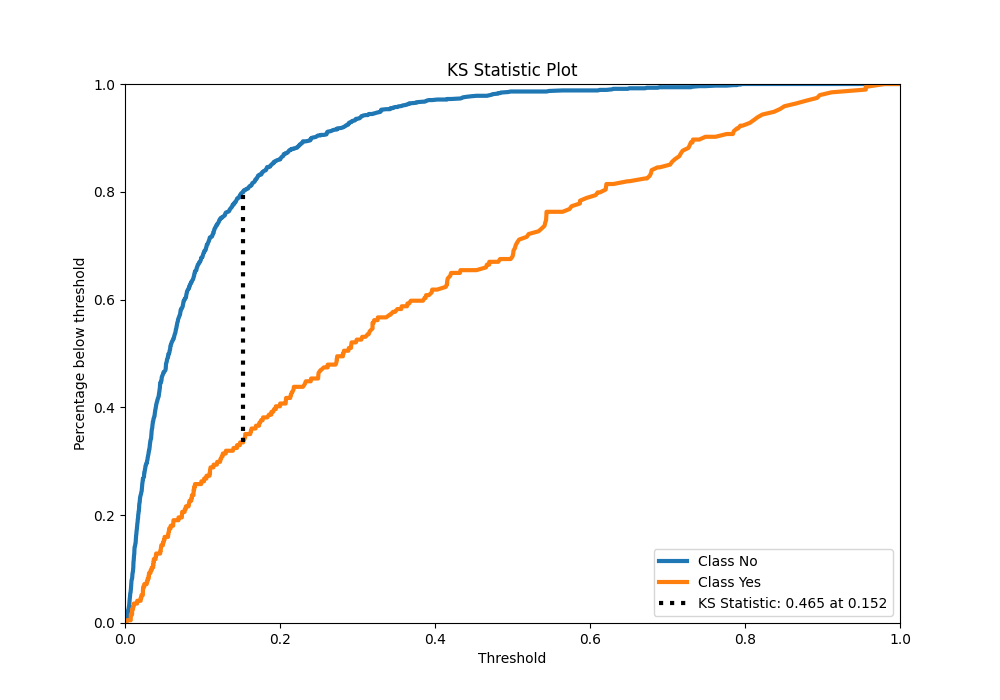 KS Statistic Plot
1.0
0.8
0.6
0.4
0.2
0.0
Percentage below threshold
0.0 0.2 0.4 0.6 0.8 1.0
Threshold
Class No
Class Yes
KS Statistic: 0.465 at 0.152